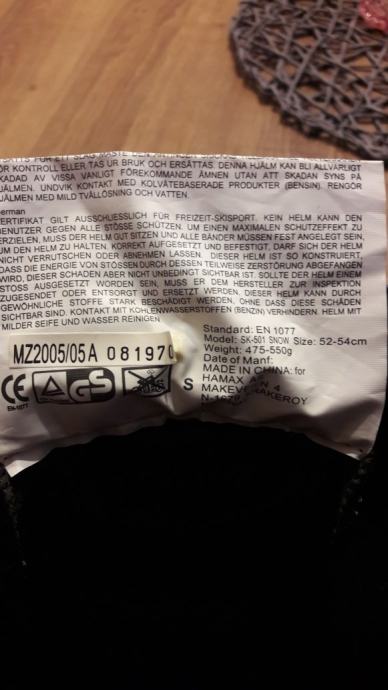 ÖR KONTROLL ELLER TAS UR BRUK OCH ERSÄTTAS. DENNA HJÄLM KAN BLI ALLVARLIGT
SKADAD AV VISSA VANLIGT FÖREKOMMANDE ÄMNEN UTAN ATT SKADAN SYNS PÅ
HJÄLMEN. UNDVIK KONTAKT MED KOLVÄTEBASERADE PRODUKTER (BENSIN). RENGÖR
HJÄLMEN MED MILD TVÅLLÖSNING OCH VATTEN.
erman
ZERTIFIKAT GILT AUSSCHLIESSLICH FÜR FREIZEIT-SKISPORT. KEIN HELM KANN DEN
BENUTZER GEGEN ALLE STÖSSE SCHÜTZEN. UM EINEN MAXIMALEN SCHUTZEFFEKT ZU
ERZIELEN, MUSS DER HELM GUT SITZEN UND ALLE BÄNDER MÜSSEN FEST ANGELEGT SEIN
UM DEN HELM ZU HALTEN. KORREKT AUFGESETZT UND BEFESTIGT, DARF SICH DER HELM
NICHT VERRUTSCHEN ODER ABNEHMEN LASSEN. DIESER HELM IST SO KONSTRUIERT,
DASS DIE ENERGIE VON STÖSSEN DURCH DESSEN TEILWEISE ZERSTÖRUNG ABGEFANGEN
WIRD, DIESER SCHADEN ABER NICHT UNBEDINGT SICHTBAR IST. SOLLTE DER HELM EINEM
STOSS AUSGESETZT WORDEN SEIN, MUSS ER DEM HERSTELLER ZUR INSPEKTION
ZUGESENDET ODER ENTSORGT UND ERSETZT WERDEN. DIESER HELM KANN DURCH
GEWÖHNLICHE STOFFE STARK BESCHÄDIGT WERDEN, OHNE DASS DIESE SCHÄDEN
SICHTBAR SIND. KONTAKT MIT KOHLENWASSERSTOFFEN (BENZIN) VERHINDERN. HELM MIT
MILDER SEIFE UND WASSER REINIGEN
Standard: EN 1077
Model: SK-501 SNOW Size: 52-54cm
Weight: 475-550g
Date of Manf:
MADE IN CHINA: for
HAMAX
MZ2005/05A 081970
CE GS S
EN1077